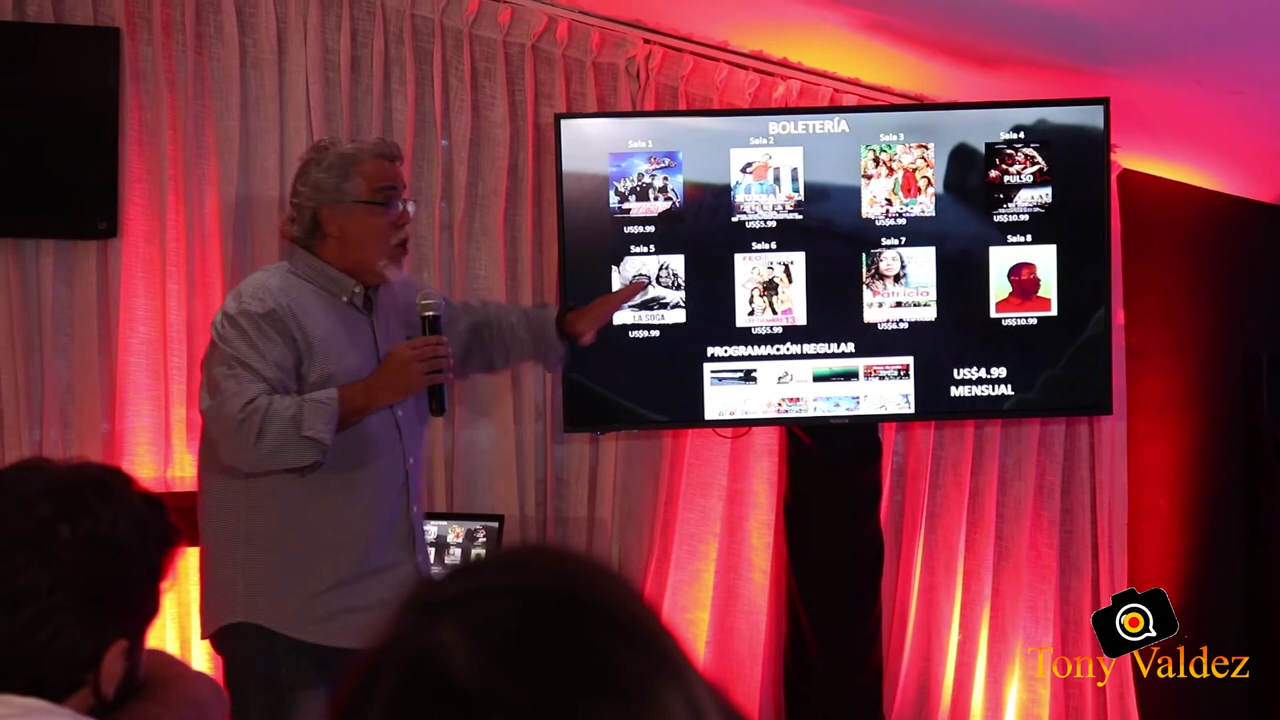 BOLETERÍA
Sala 1
Sala 2
Sala 3
Sala 4
PULSO
US$9.99
US$5.99
US$6.99
US$10.99
Sala 5
Sala 6
Sala 7
Sala 8
FEO
LA SOGA
13
Patricia
US$9.99
US$5.99
US$6.99
US$10.99
PROGRAMACIÓN REGULAR
US$4.99
MENSUAL
Tony Valdez